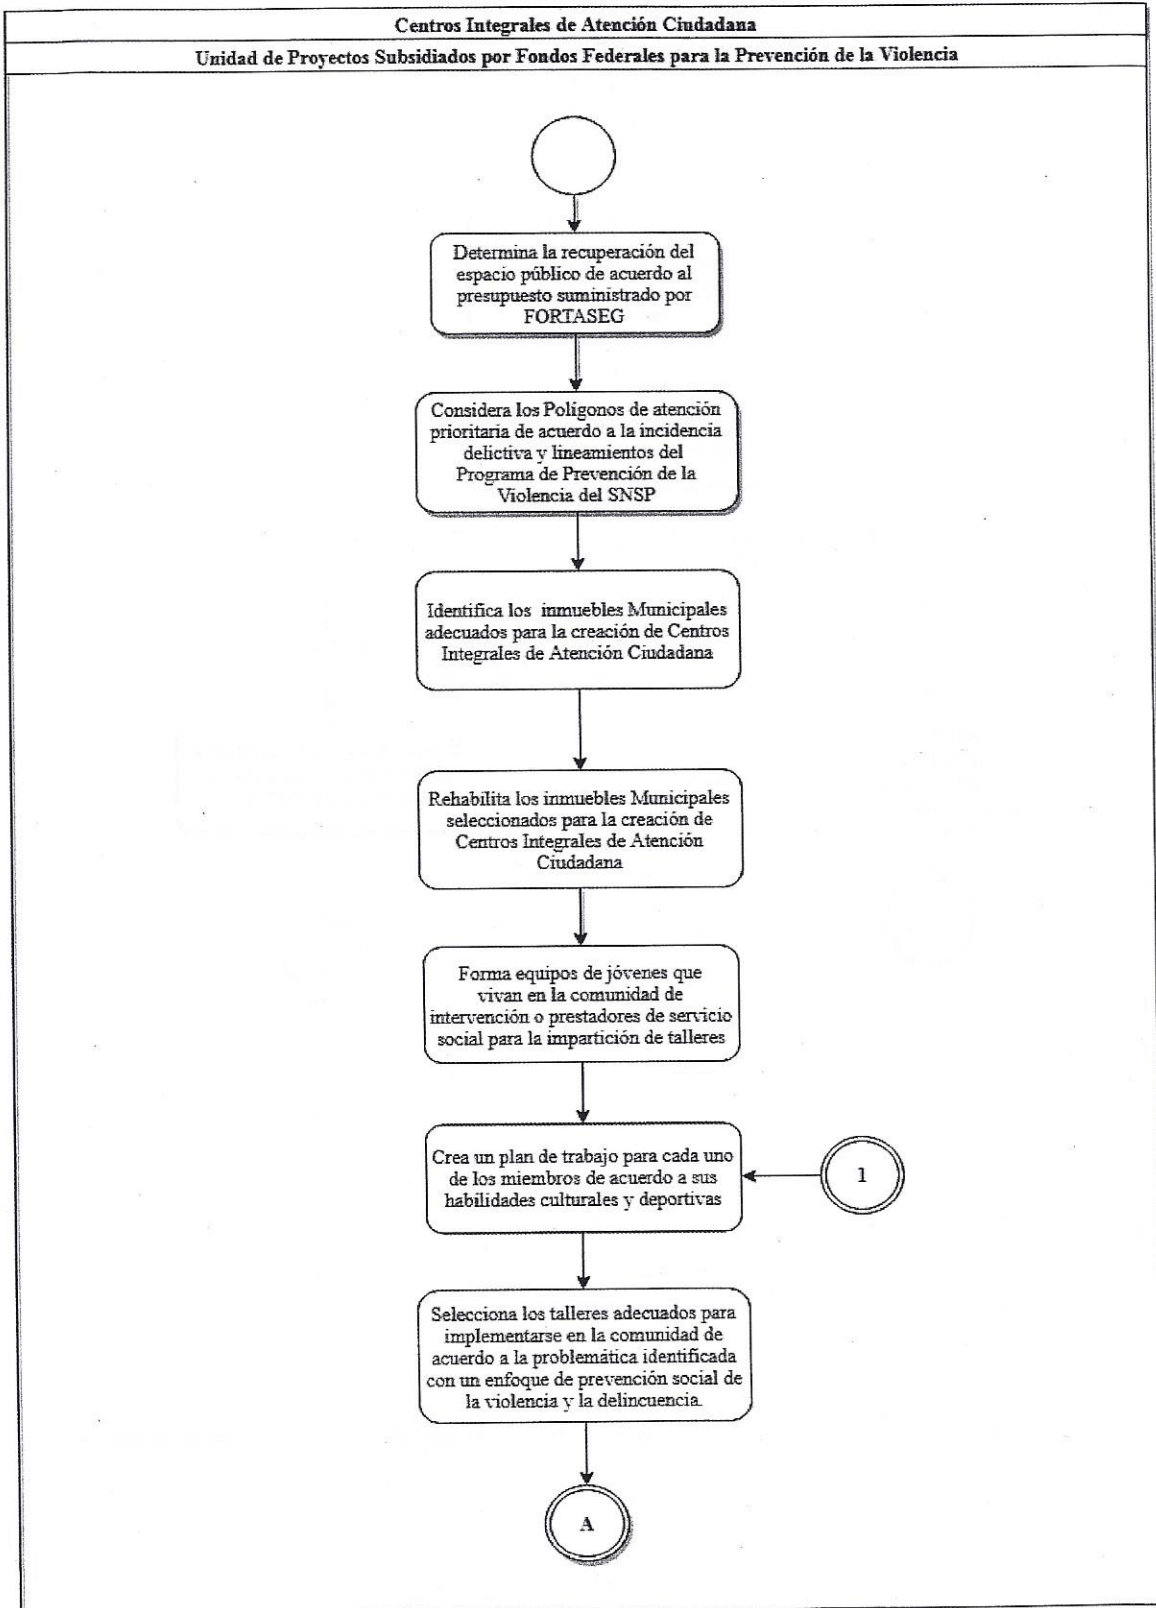 Centros Integrales de Atención Ciudadana
Unidad de Proyectos Subsidiados por Fondos Federales para la Prevención de la Violencia
Determina la recuperación del
espacio público de acuerdo al
presupuesto suministrado por
FORTASEG
Considera los Polígonos de atención
prioritaria de acuerdo a la incidencia
delictiva y lineamientos del
Programa de Prevención de la
Violencia del SNSP
Identifica los inmuebles Municipales
adecuados para la creación de Centros
Integrales de Atención Ciudadana
Rehabilita los inmuebles Municipales
seleccionados para la creación de
Centros Integrales de Atención
Ciudadana
Forma equipos de jóvenes que
vivan en la comunidad de
intervención o prestadores de servicio
social para la impartición de talleres
Crea un plan de trabajo para cada uno
de los miembros de acuerdo a sus
habilidades culturales y deportivas
1
Selecciona los talleres adecuados para
implementarse en la comunidad de
acuerdo a la problemática identificada
con un enfoque de prevención social de
la violencia y la delincuencia.
A